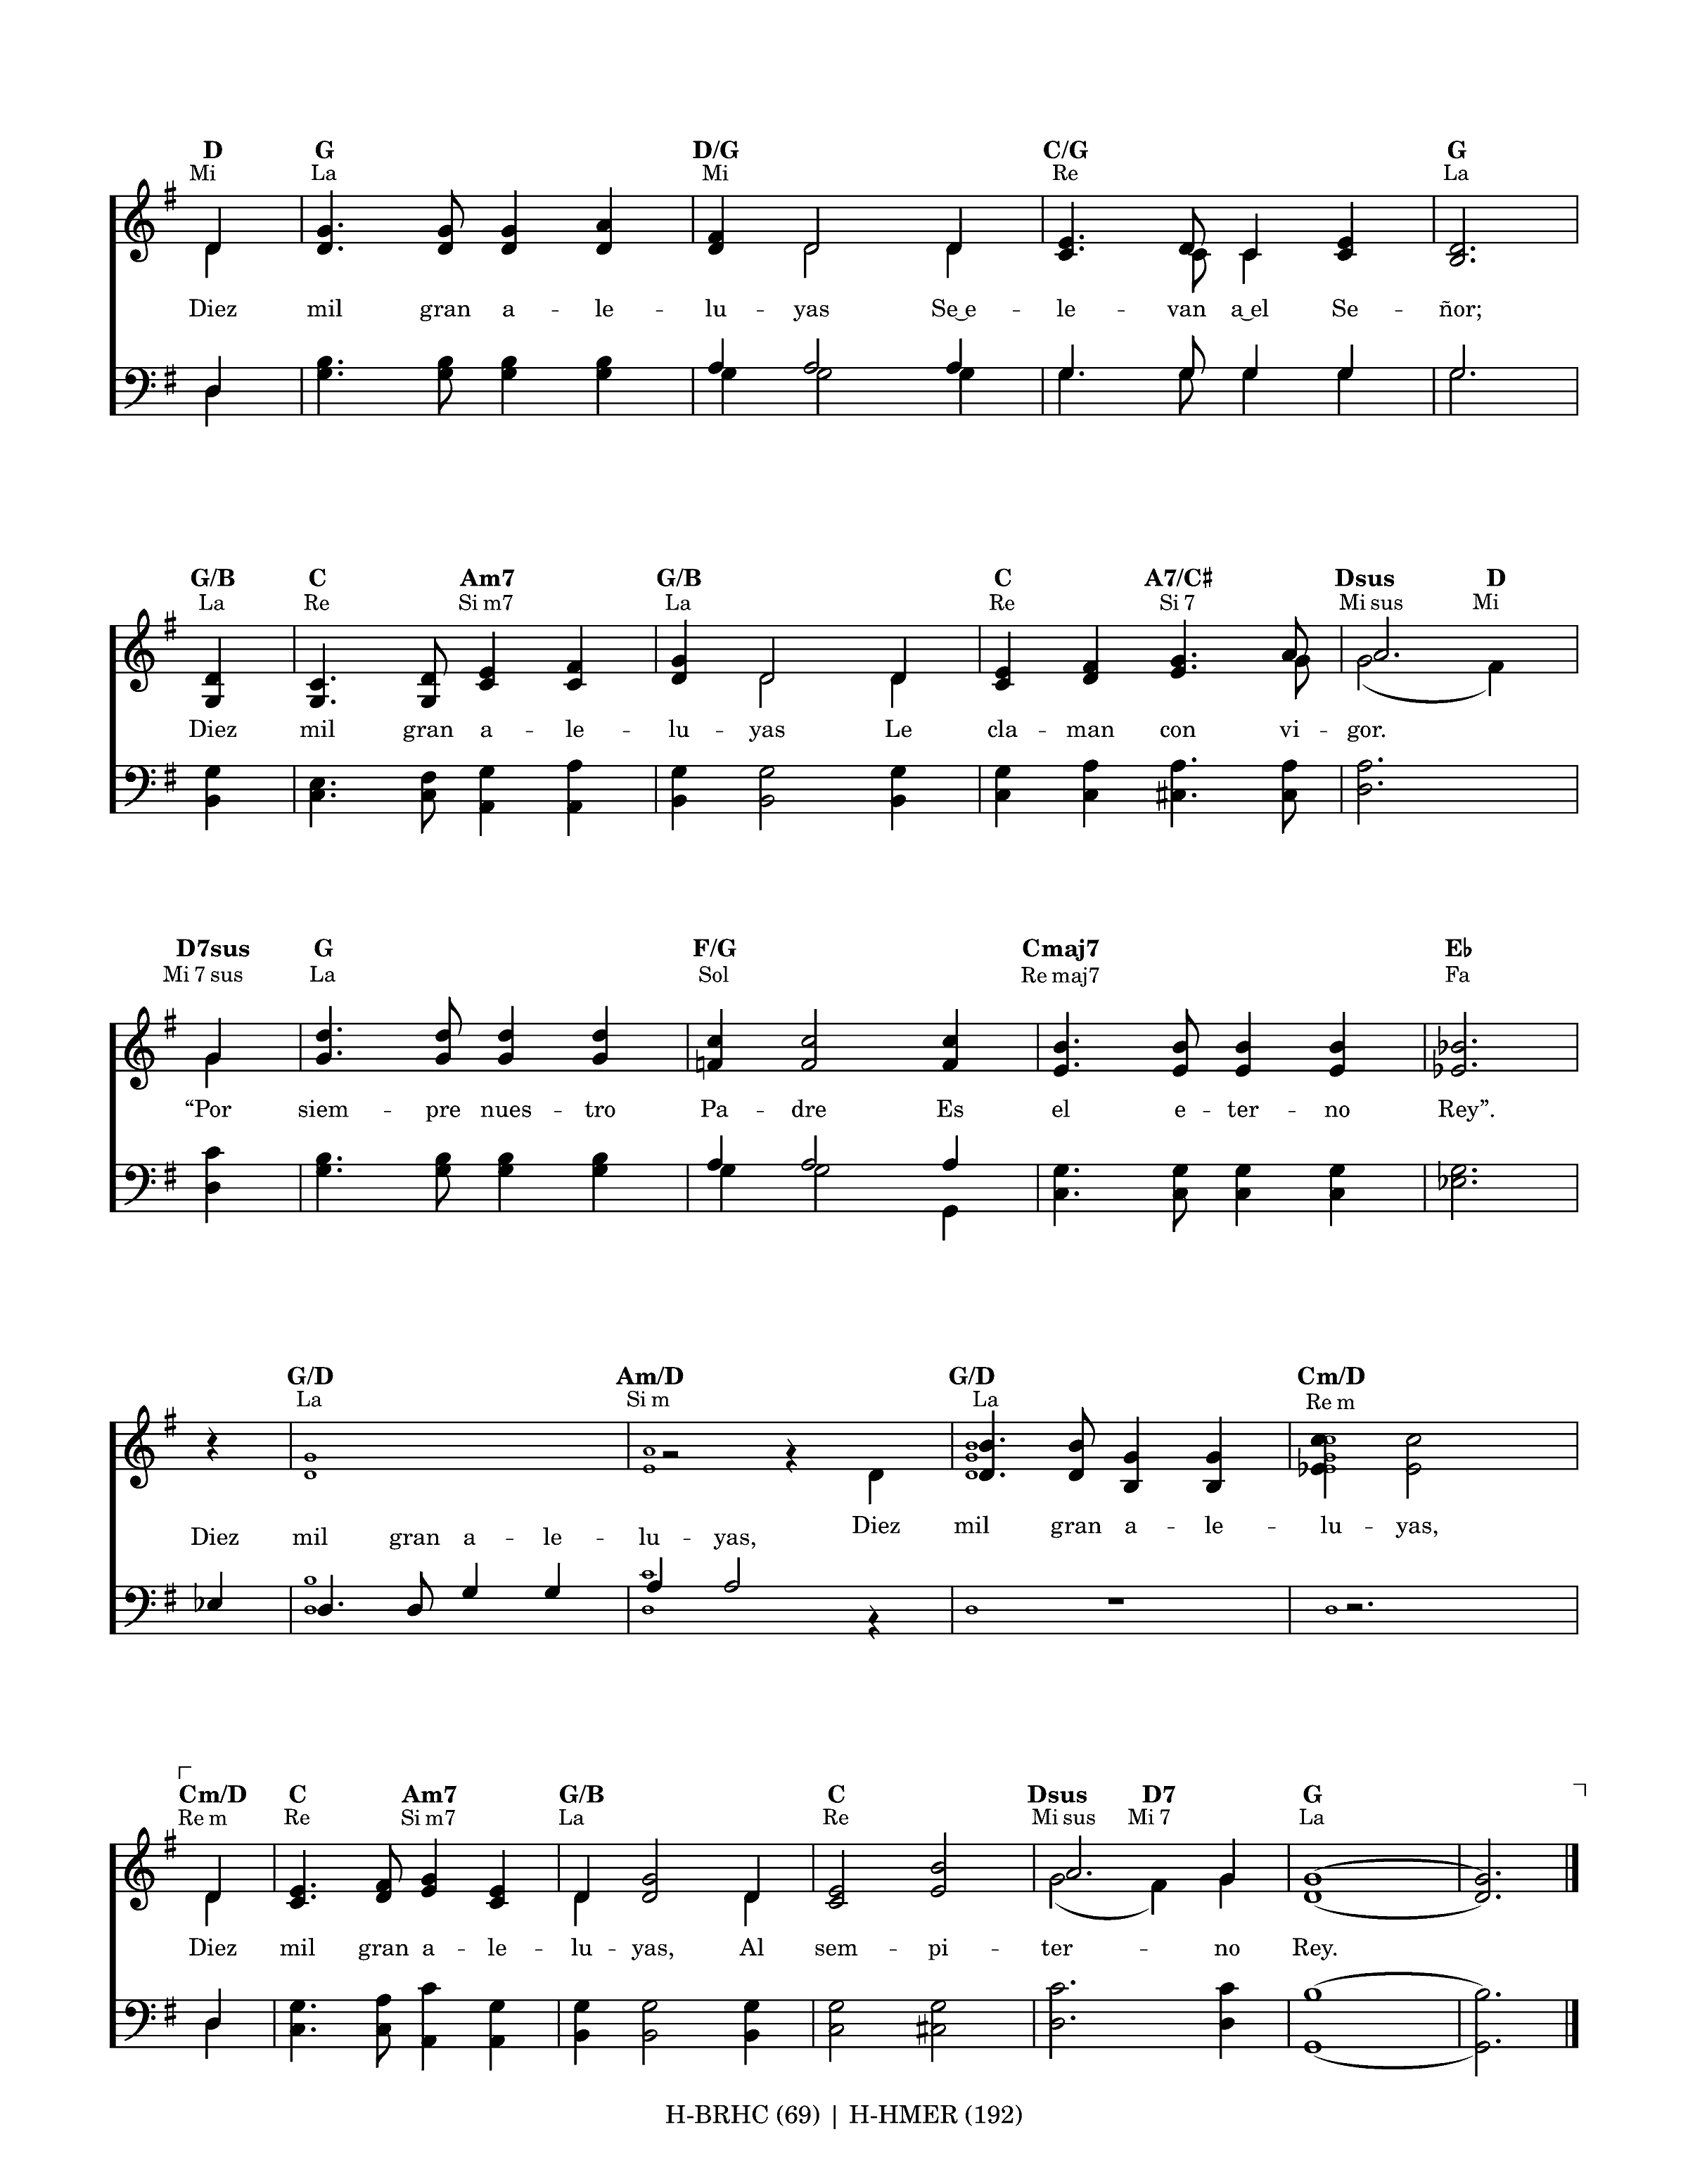 D G D/G C/G G
Mi La Mi Re La
Diez mil gran a - le - lu - yas Se‿e - le - van a‿el Se - ñor;
G/B C Am7 G/B C A7/C♯ Dsus D
La Re Si m7 La Re Si 7 Mi sus Mi
Diez mil gran a - le - lu - yas Le cla - man con vi - gor.
D7sus G F/G Cmaj7 E♭
Mi 7 sus La Sol Re maj7 Fa
“Por siem - pre nues - tro Pa - dre Es el e - ter - no Rey”.
G/D Am/D G/D Cm/D
La Si m La Re m
Diez mil gran a - le - lu - yas, Diez mil gran a - le - lu - yas,
Cm/D C Am7 G/B C Dsus D7 G
Re m Re Si m7 La Re Mi sus Mi 7 La
Diez mil gran a - le - lu - yas, Al sem - pi - ter - no Rey.
H-BRHC (69) | H-HMER (192)